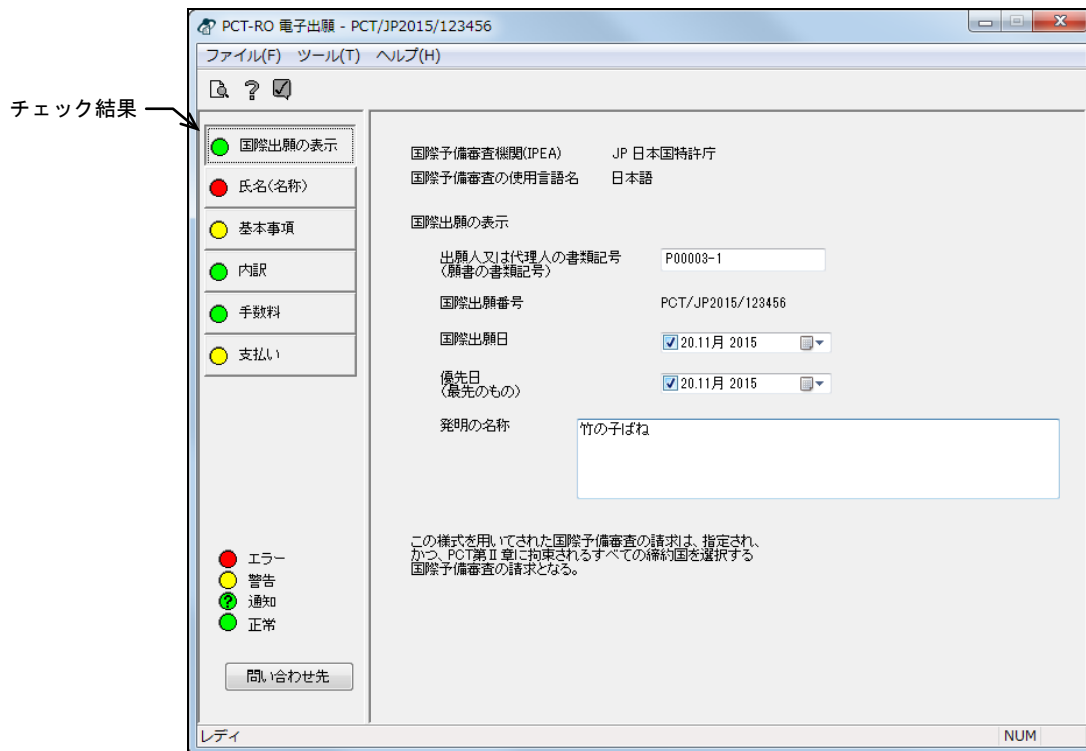 PCT-RO 電子出願 - PCT/JP2015/123456
ファイル(F) ツール(T) ヘルプ(H)
チェック結果
国際出願の表示
氏名(名称)
基本事項
内訳
手数料
支払い
エラー
警告
通知
正常
問い合わせ先
国際予備審査機関(IPEA) JP 日本国特許庁
国際予備審査の使用言語名 日本語
国際出願の表示
出願人又は代理人の書類記号 P00003-1
(願書の書類記号)
国際出願番号 PCT/JP2015/123456
国際出願日 20.11月 2015
優先日 20.11月 2015
(最先のもの)
発明の名称 竹の子ばね
この様式を用いてされた国際予備審査の請求は、指定され、
かつ、PCT第Ⅱ章に拘束されるすべての締約国を選択する
国際予備審査の請求となる。
レディ NUM